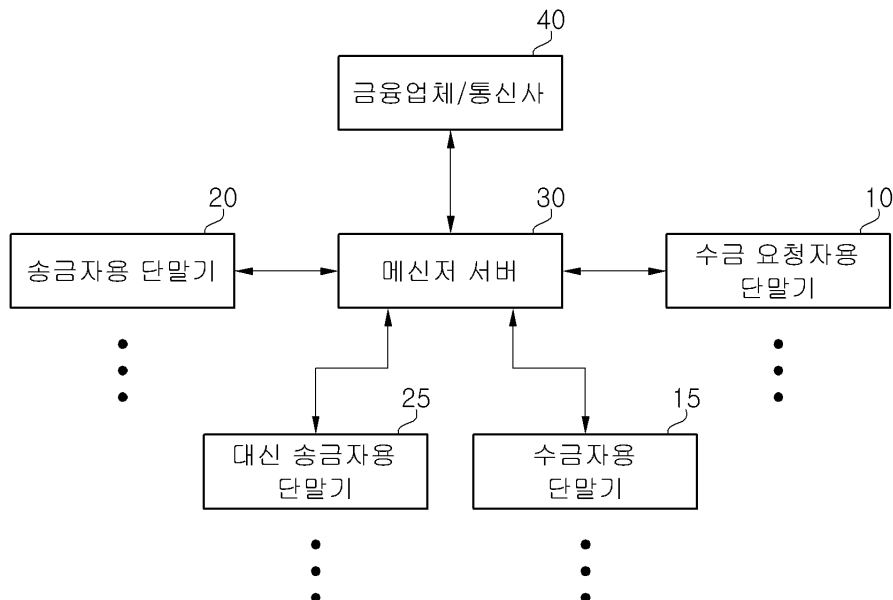 40
금융업체/통신사
20
30
10
송금자용 단말기
메신저 서버
수금 요청자용
단말기
25
15
대신 송금자용
단말기
수금자용
단말기